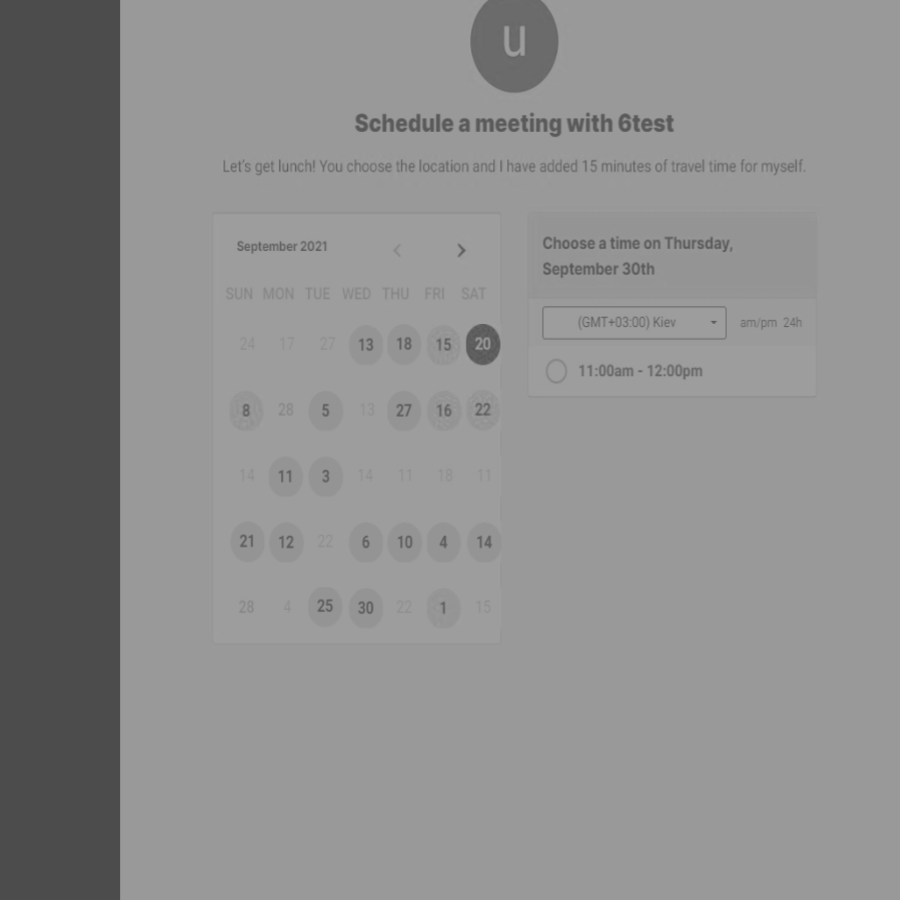 u
Schedule a meeting with 6test
Let's get lunch! You choose the location and I have added 15 minutes of travel time for myself.
September 2021
SUN MON TUE WED THU FRI SAT
24 17 27 13 18 15 20
8 28 5 13 27 16 22
14 11 3 14 11 18 11
21 12 22 6 10 4 14
28 4 25 30 22 1 15
Choose a time on Thursday,
September 30th
(GMT+03:00) Kiev am/pm 24h
11:00am - 12:00pm